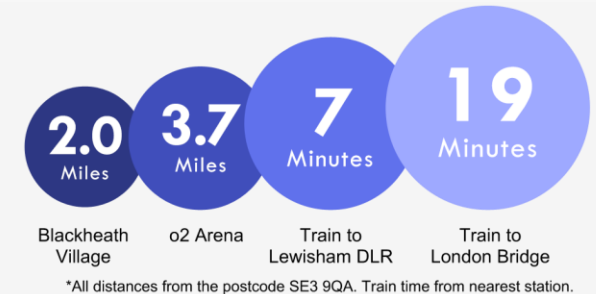 2.0
Miles
3.7
Miles
7
Minutes
19
Minutes
Blackheath
Village
o2 Arena
Train to
Lewisham DLR
Train to
London Bridge
*All distances from the postcode SE3 9QA. Train time from nearest station.